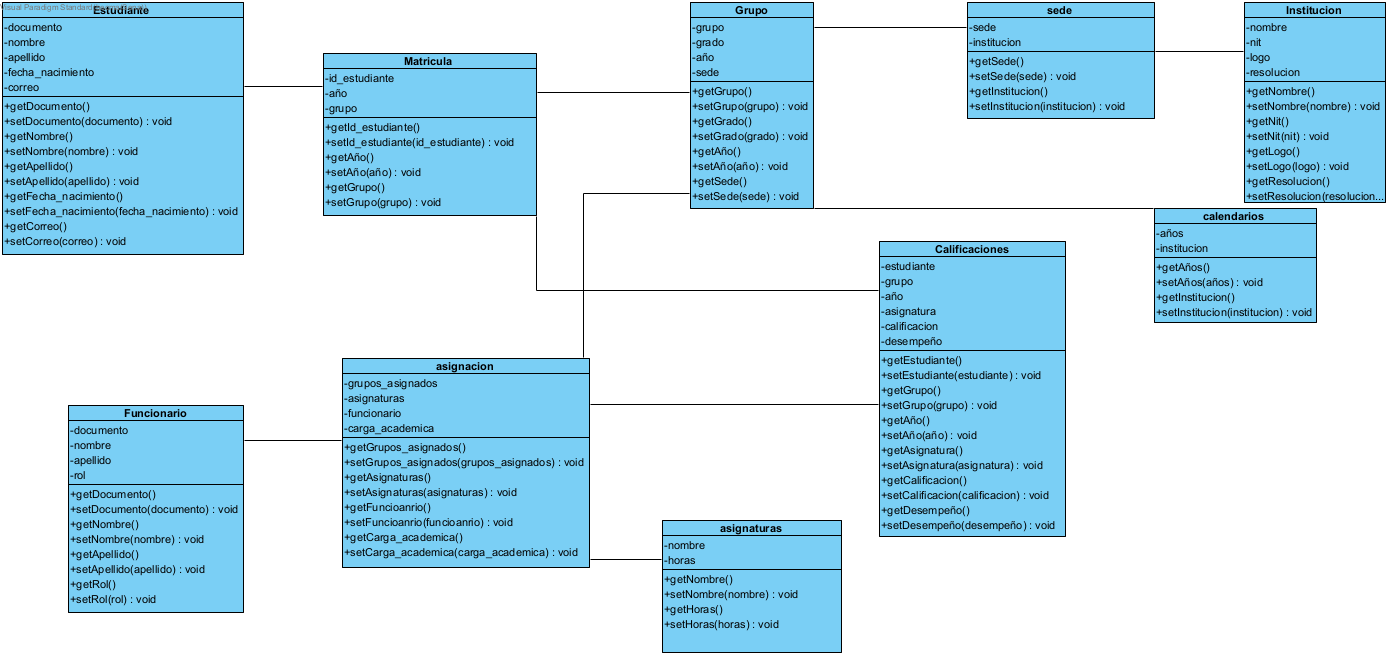 Visual Paradigm Standard
Estudiante
-documento
-nombre
-apellido
-fecha_nacimiento
-correo
+getDocumento()
+setDocumento(documento) : void
+getNombre()
+setNombre(nombre) : void
+getApellido()
+setApellido(apellido) : void
+getFecha_nacimiento()
+setFecha_nacimiento(fecha_nacimiento) : void
+getCorreo()
+setCorreo(correo) : void
Matricula
-id_estudiante
-año
-grupo
+getId_estudiante()
+setId_estudiante(id_estudiante) : void
+getAño()
+setAño(año) : void
+getGrupo()
+setGrupo(grupo) : void
Grupo
-grupo
-grado
-año
-sede
+getGrupo()
+setGrupo(grupo) : void
+getGrado()
+setGrado(grado) : void
+getAño()
+setAño(año) : void
+getSede()
+setSede(sede) : void
sede
-sede
-institucion
+getSede()
+setSede(sede) : void
+getInstitucion()
+setInstitucion(institucion) : void
Institucion
-nombre
-nit
-logo
-resolucion
+getNombre()
+setNombre(nombre) : void
+getNit()
+setNit(nit) : void
+getLogo()
+setLogo(logo) : void
+getResolucion()
+setResolucion(resolucion...
calendarios
-años
-institucion
+getAños()
+setAños(años) : void
+getInstitucion()
+setInstitucion(institucion) : void
Calificaciones
-estudiante
-grupo
-año
-asignatura
-calificacion
-desempeño
+getEstudiante()
+setEstudiante(estudiante) : void
+getGrupo()
+setGrupo(grupo) : void
+getAño()
+setAño(año) : void
+getAsignatura()
+setAsignatura(asignatura) : void
+getCalificacion()
+setCalificacion(calificacion) : void
+getDesempeño()
+setDesempeño(desempeño) : void
asignacion
-grupos_asignados
-asignaturas
-funcionario
-carga_academica
+getGrupos_asignados()
+setGrupos_asignados(grupos_asignados) : void
+getAsignaturas()
+setAsignaturas(asignaturas) : void
+getFuncioanrio()
+setFuncioanrio(funcioanrio) : void
+getCarga_academica()
+setCarga_academica(carga_academica) : void
Funcionario
-documento
-nombre
-apellido
-rol
+getDocumento()
+setDocumento(documento) : void
+getNombre()
+setNombre(nombre) : void
+getApellido()
+setApellido(apellido) : void
+getRol()
+setRol(rol) : void
asignaturas
-nombre
-horas
+getNombre()
+setNombre(nombre) : void
+getHoras()
+setHoras(horas) : void